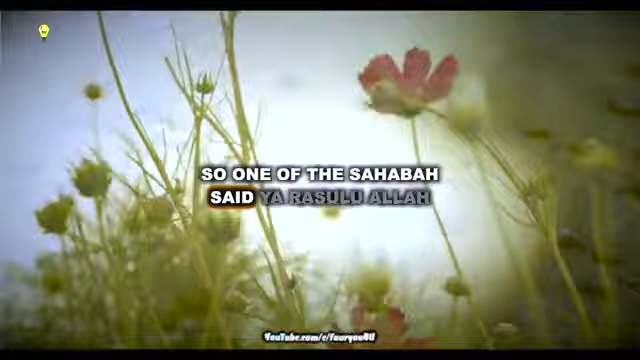 SO ONE OF THE SAHABAH
SAID YA RASULU ALLAH
YouTube.com/c/fouryou4U